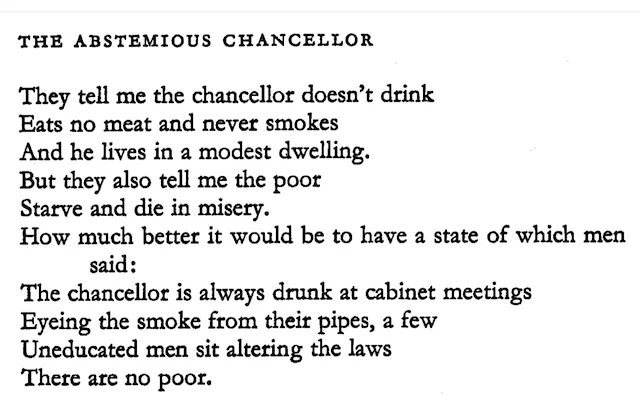 THE ABSTEMIOUS CHANCELLOR
They tell me the chancellor doesn't drink
Eats no meat and never smokes
And he lives in a modest dwelling.
But they also tell me the poor
Starve and die in misery.
How much better it would be to have a state of which men
said:
The chancellor is always drunk at cabinet meetings
Eyeing the smoke from their pipes, a few
Uneducated men sit altering the laws
There are no poor.